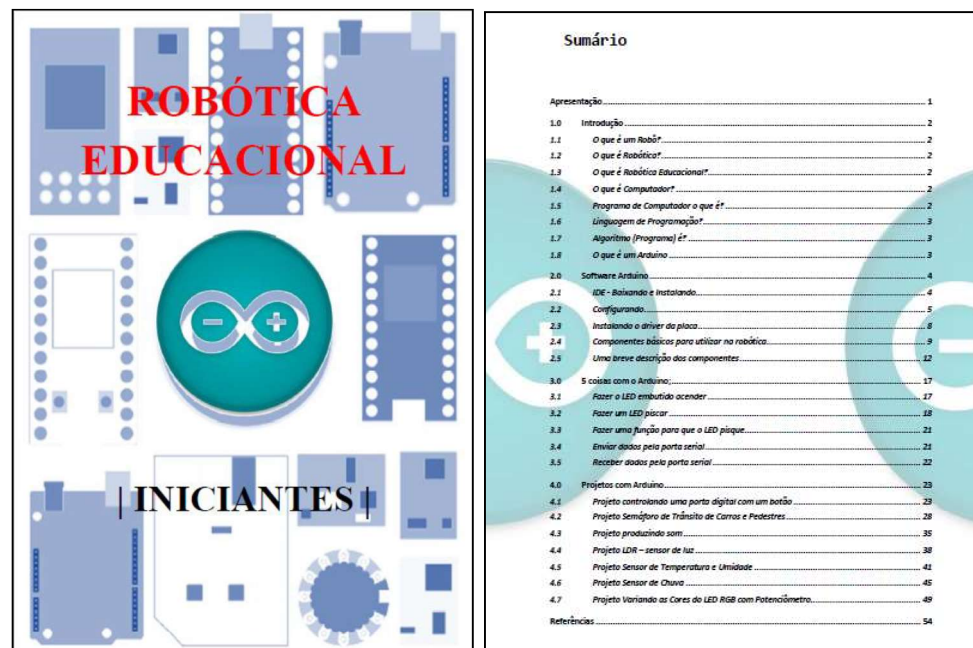 ROBÓTICA
EDUCACIONAL
| INICIANTES |
Sumário
Apresentação 1
1.0 Introdução 2
1.1 O que é um Robô? 2
1.2 O que é Robótica? 2
1.3 O que é Robótica Educacional? 2
1.4 O que é Computador? 2
1.5 Programa de Computador o que é? 2
1.6 Linguagem de Programação? 3
1.7 Algoritmo (Programa) é? 3
1.8 O que é um Arduino 3
2.0 Software Arduino 4
2.1 IDE - Baixando e Instalando 4
2.2 Configurando 5
2.3 Instalando o driver da placa 8
2.4 Componentes básicos para utilizar na robótica 9
2.5 Uma breve descrição dos componentes 12
3.0 5 coisas com o Arduino; 17
3.1 Fazer o LED embutido acender 17
3.2 Fazer um LED piscar 18
3.3 Fazer uma função para que o LED pisque 21
3.4 Enviar dados pela porta serial 21
3.5 Receber dados pela porta serial 22
4.0 Projetos com Arduino 23
4.1 Projeto controlando uma porta digital com um botão 23
4.2 Projeto Semáforo de Trânsito de Carros e Pedestres 28
4.3 Projeto produzindo som 35
4.4 Projeto LDR – sensor de luz 38
4.5 Projeto Sensor de Temperatura e Umidade 41
4.6 Projeto Sensor de Chuva 45
4.7 Projeto Variando as Cores do LED RGB com Potenciômetro 49
Referências 54